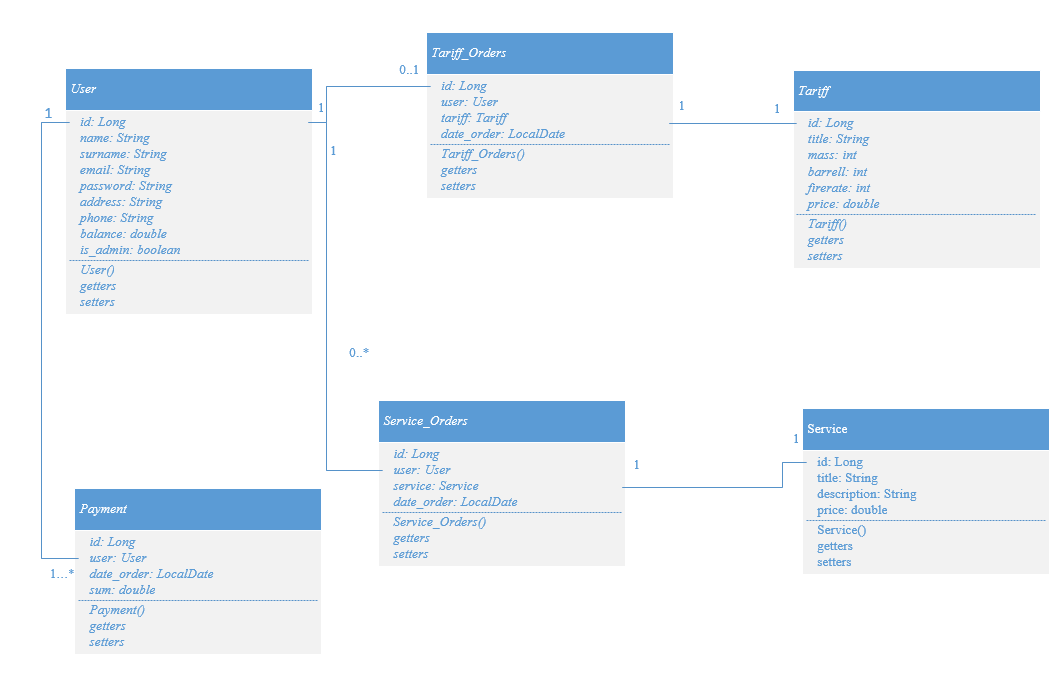 User
id: Long
name: String
surname: String
email: String
password: String
address: String
phone: String
balance: double
is_admin: boolean
User()
getters
setters
1
1
1
0..1
Tariff_Orders
id: Long
user: User
tariff: Tariff
date_order: LocalDate
Tariff_Orders()
getters
setters
1
1
Tariff
id: Long
title: String
mass: int
barrell: int
firerate: int
price: double
Tariff()
getters
setters
0..*
Service_Orders
id: Long
user: User
service: Service
date_order: LocalDate
Service_Orders()
getters
setters
1
1
Service
id: Long
title: String
description: String
price: double
Service()
getters
setters
Payment
id: Long
user: User
date_order: LocalDate
sum: double
Payment()
getters
setters
1...*